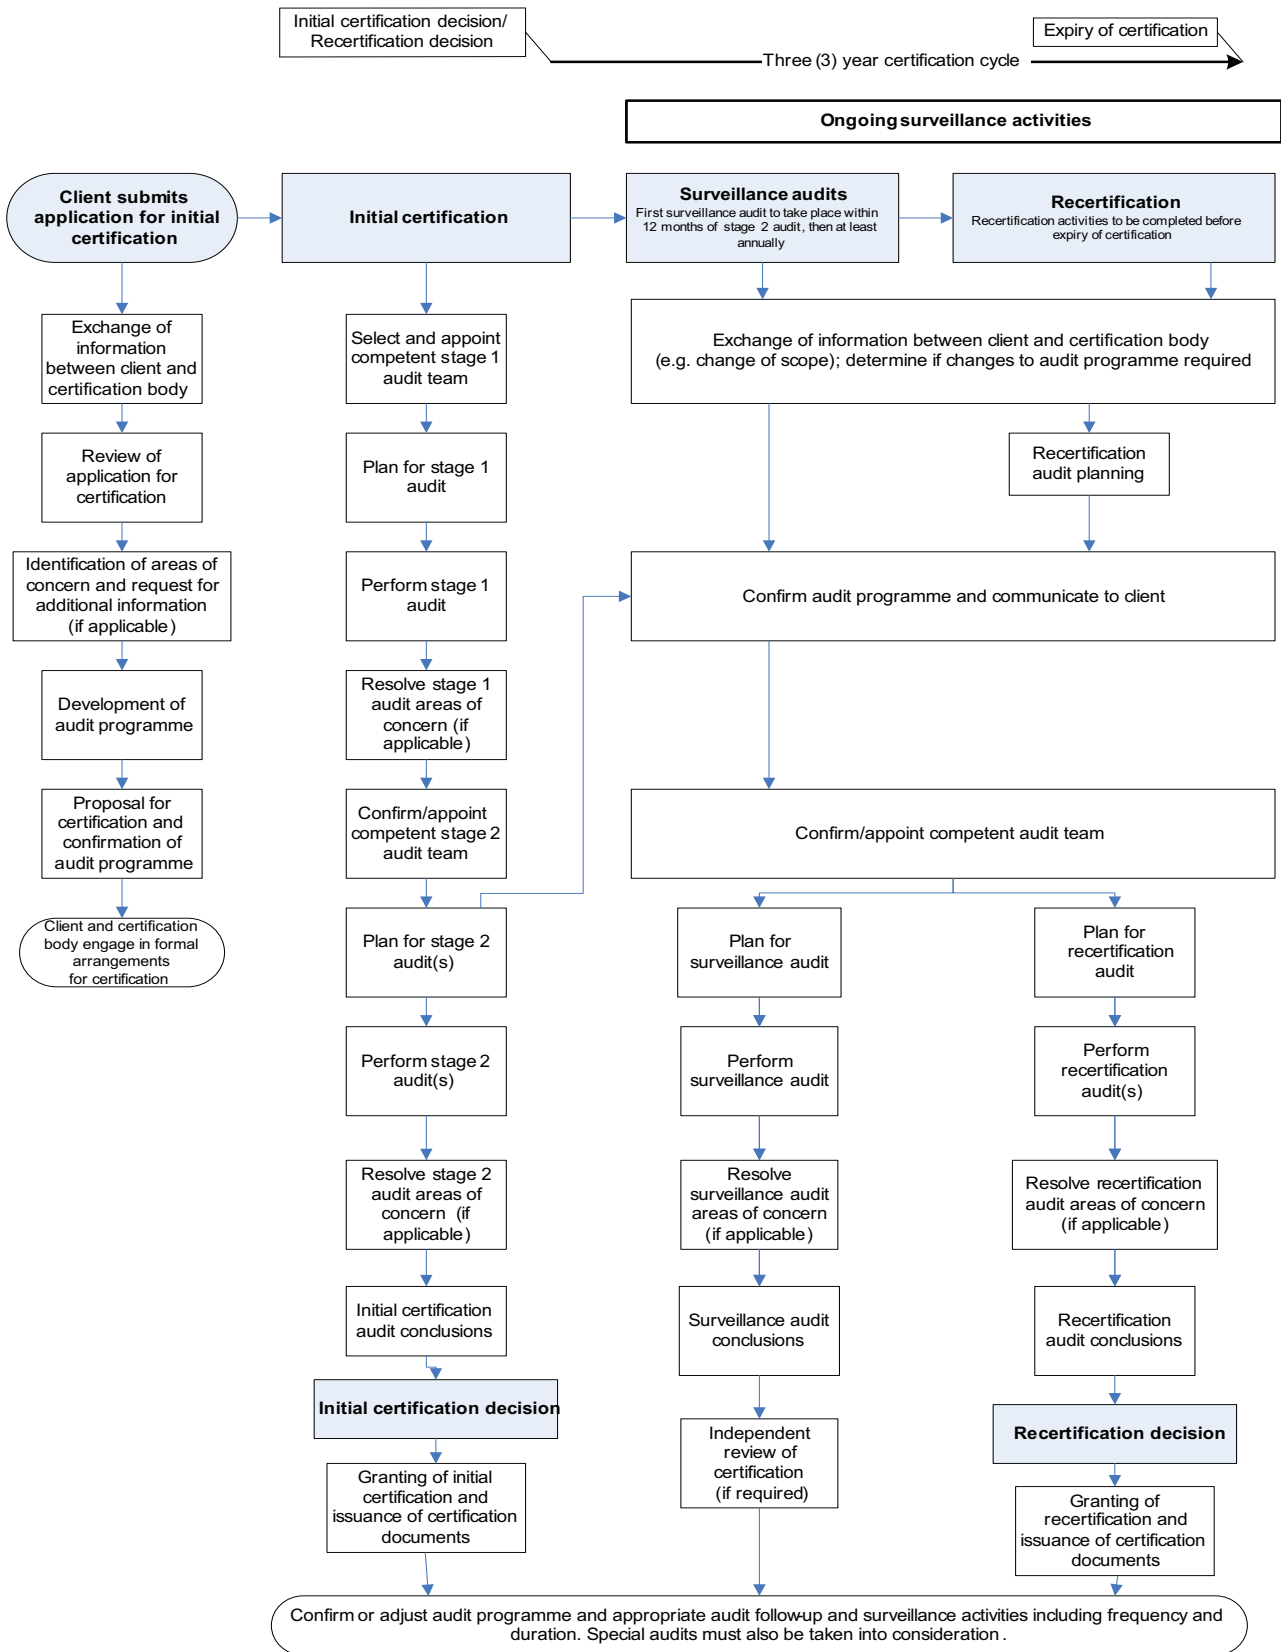 Initial certification decision/
Recertification decision
Expiry of certification
Three (3) year certification cycle
Ongoing surveillance activities
Client submits
application for initial
certification
Initial certification
Surveillance audits
First surveillance audit to take place within
12 months of stage 2 audit, then at least
annually
Recertification
Recertification activities to be completed before
expiry of certification
Exchange of
information
between client and
certification body
Review of
application for
certification
Identification of areas of
concern and request for
additional information
(if applicable)
Development of
audit programme
Proposal for
certification and
confirmation of
audit programme
Client and certification
body engage in formal
arrangements
for certification
Select and appoint
competent stage 1
audit team
Plan for stage 1
audit
Perform stage 1
audit
Resolve stage 1
audit areas of
concern (if
applicable)
Confirm/appoint
competent stage 2
audit team
Plan for stage 2
audit(s)
Perform stage 2
audit(s)
Resolve stage 2
audit areas of
concern (if
applicable)
Initial certification
audit conclusions
Initial certification decision
Granting of initial
certification and
issuance of certification
documents
Exchange of information between client and certification body
(e.g. change of scope); determine if changes to audit programme required
Recertification
audit planning
Confirm audit programme and communicate to client
Confirm/appoint competent audit team
Plan for
surveillance audit
Perform
surveillance audit
Resolve
surveillance audit
areas of concern
(if applicable)
Surveillance audit
conclusions
Independent
review of
certification
(if required)
Plan for
recertification
audit
Perform
recertification
audit(s)
Resolve recertification
audit areas of concern
(if applicable)
Recertification
audit conclusions
Recertification decision
Granting of
recertification and
issuance of certification
documents
Confirm or adjust audit programme and appropriate audit follow-up and surveillance activities including frequency and
duration. Special audits must also be taken into consideration.